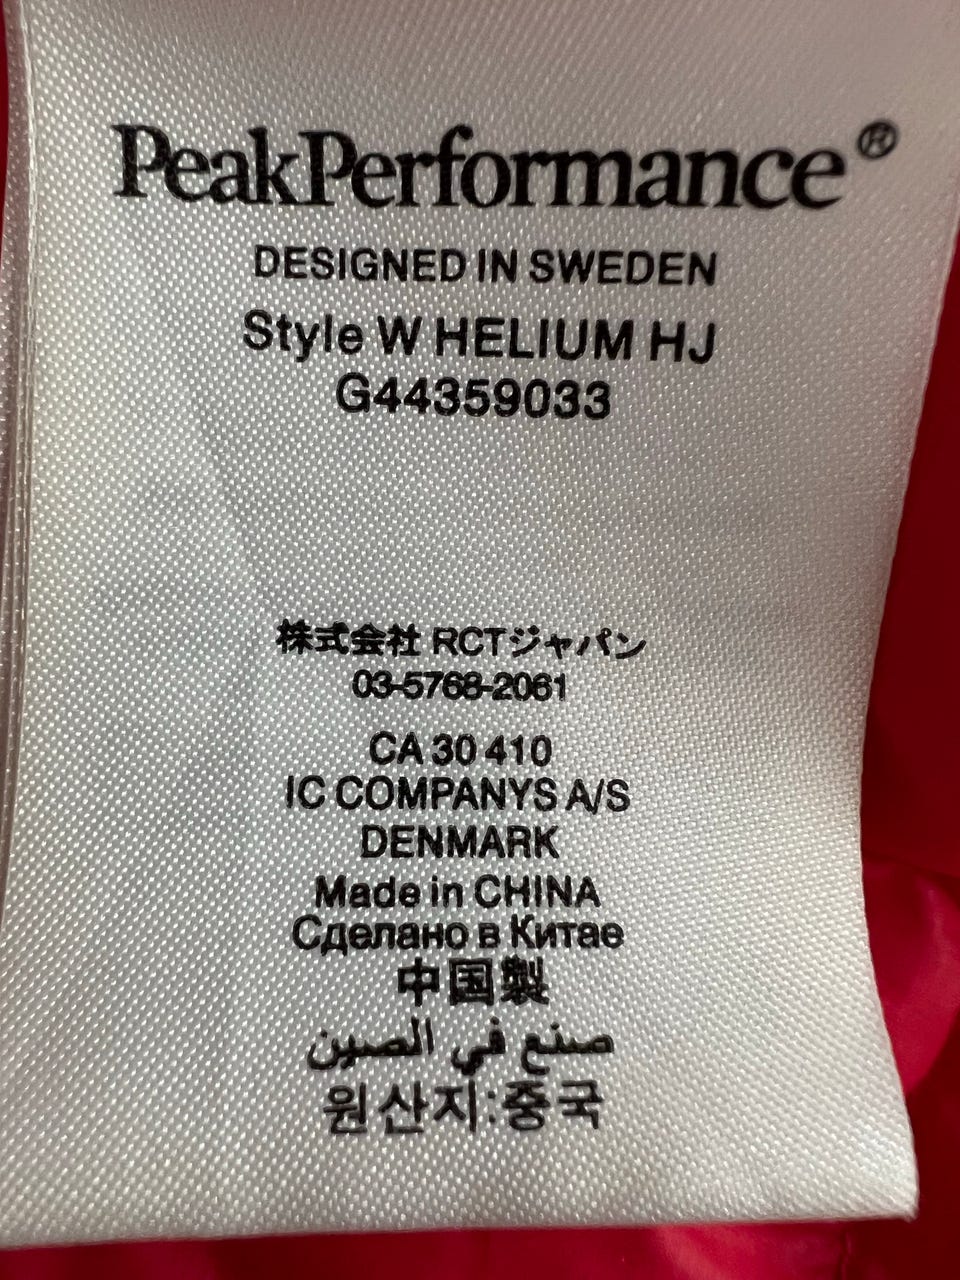 PeakPerformance®
DESIGNED IN SWEDEN
Style W HELIUM HJ
G44359033
株式会社 RCTジャパン
03-5768-2061
CA 30 410
IC COMPANYS A/S
DENMARK
Made in CHINA
Сделано в Китае
中国製
صنع في الصين
원산지:중국